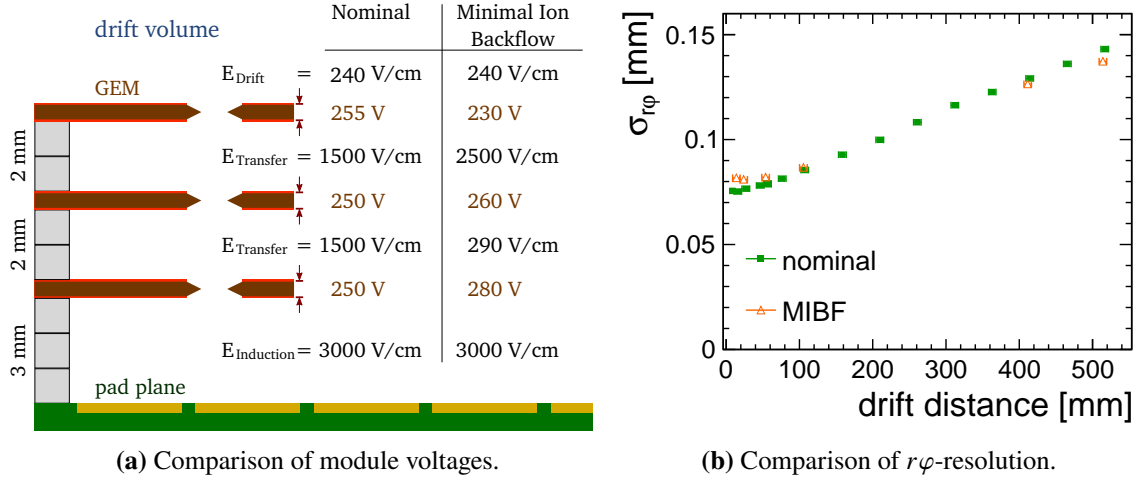 Nominal
Minimal Ion
Backflow
drift volume
E_Drift = 240 V/cm 240 V/cm
GEM
255 V 230 V
2 mm
E_Transfer = 1500 V/cm 2500 V/cm
250 V 260 V
2 mm
E_Transfer = 1500 V/cm 290 V/cm
250 V 280 V
3 mm
E_Induction = 3000 V/cm 3000 V/cm
pad plane
(a) Comparison of module voltages.
σ_rφ [mm]
0.15
0.1
0.05
0
nominal
MIBF
0 100 200 300 400 500
drift distance [mm]
(b) Comparison of rφ-resolution.